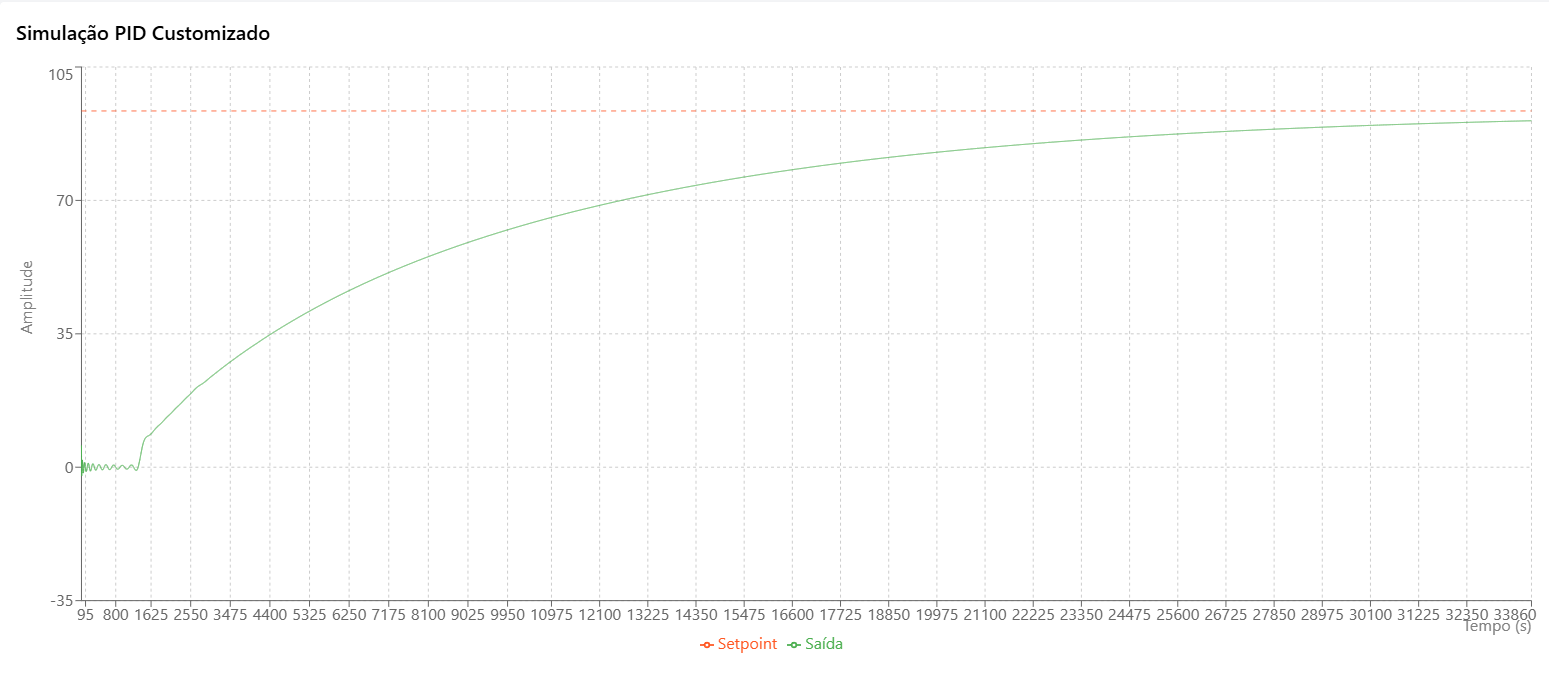 Simulação PID Customizado
105
70
35
0
-35
Amplitude
95 800 1625 2550 3475 4400 5325 6250 7175 8100 9025 9950 10975 12100 13225 14350 15475 16600 17725 18850 19975 21100 22225 23350 24475 25600 26725 27850 28975 30100 31225 32350 33860
Tempo (s)
Setpoint Saída